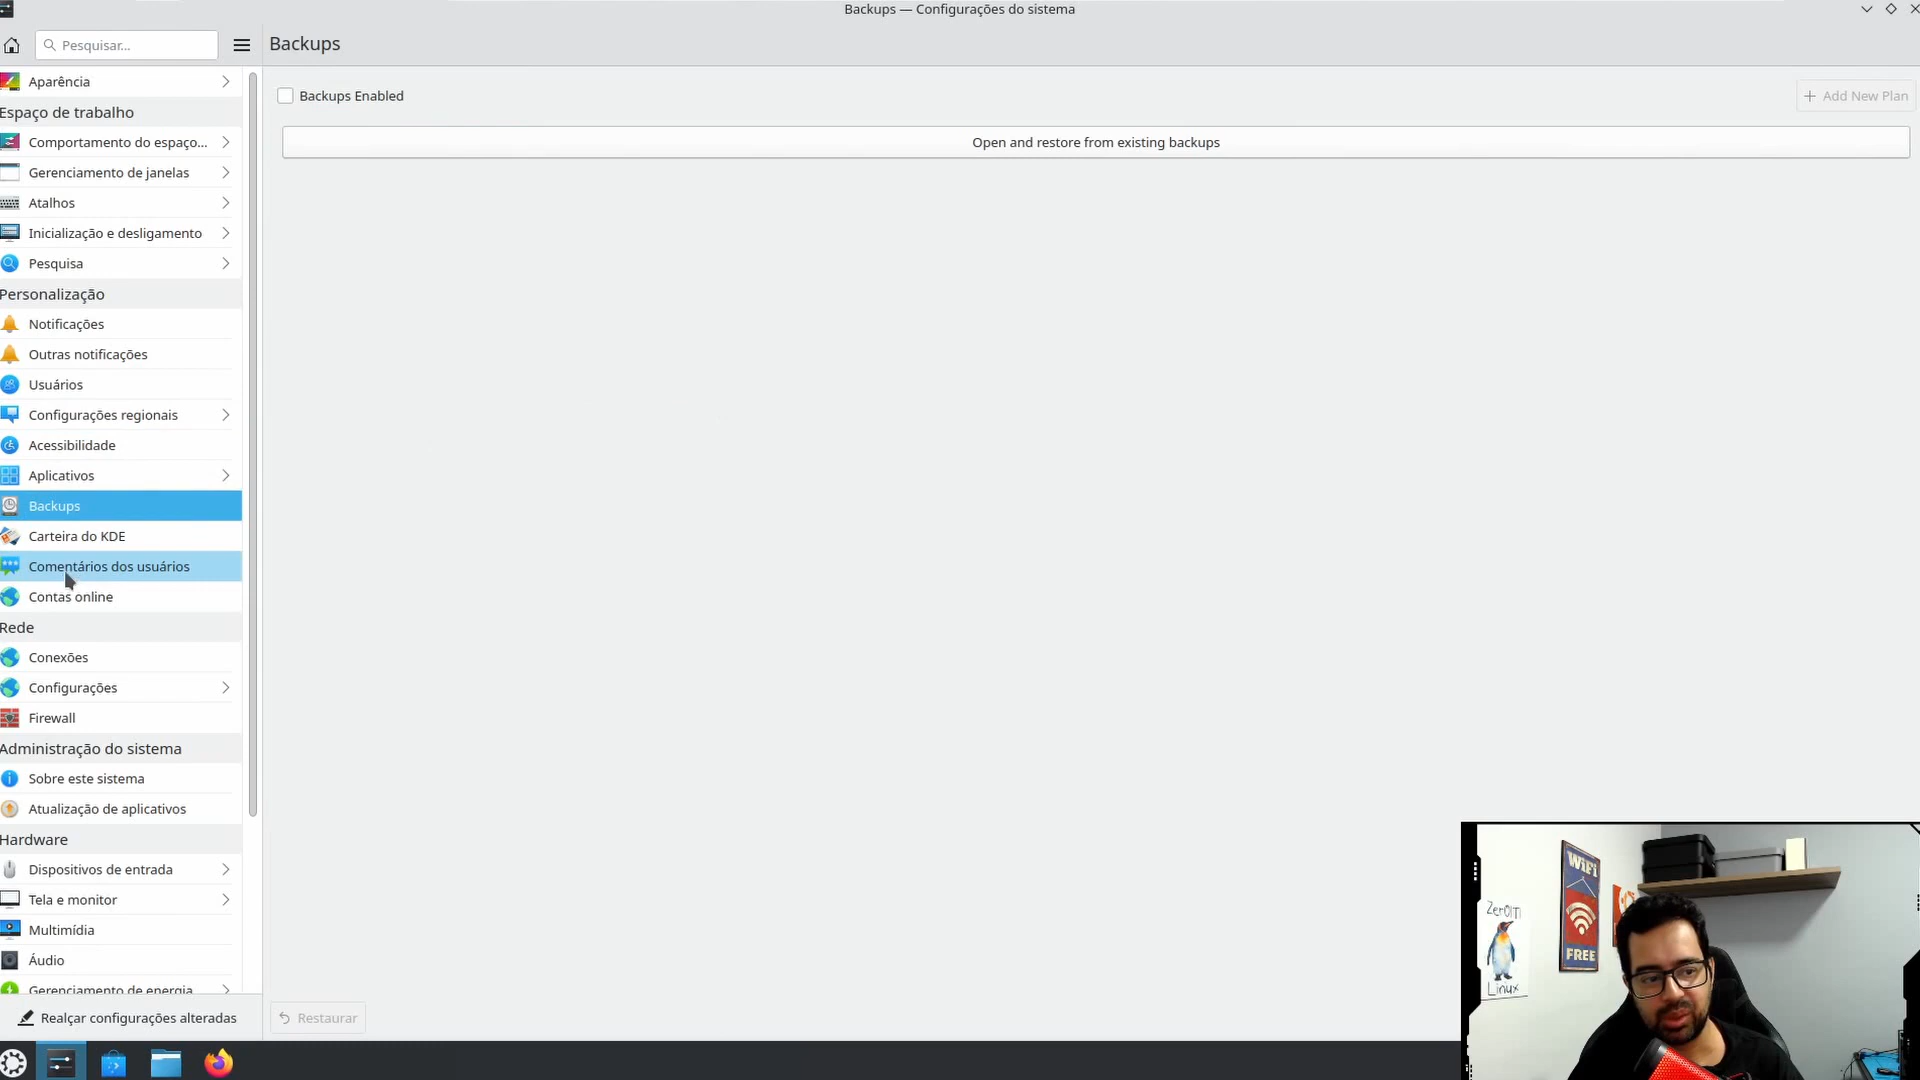 Backups — Configurações do sistema
Pesquisar...
Backups
Aparência
Espaço de trabalho
Comportamento do espaço...
Gerenciamento de janelas
Atalhos
Inicialização e desligamento
Pesquisa
Personalização
Notificações
Outras notificações
Usuários
Configurações regionais
Acessibilidade
Aplicativos
Backups
Carteira do KDE
Comentários dos usuários
Contas online
Rede
Conexões
Configurações
Firewall
Administração do sistema
Sobre este sistema
Atualização de aplicativos
Hardware
Dispositivos de entrada
Tela e monitor
Multimídia
Áudio
Gerenciamento de energia
Realçar configurações alteradas
Backups Enabled
Add New Plan
Open and restore from existing backups
Restaurar
WiFi
FREE
Zer0iTi
Linux